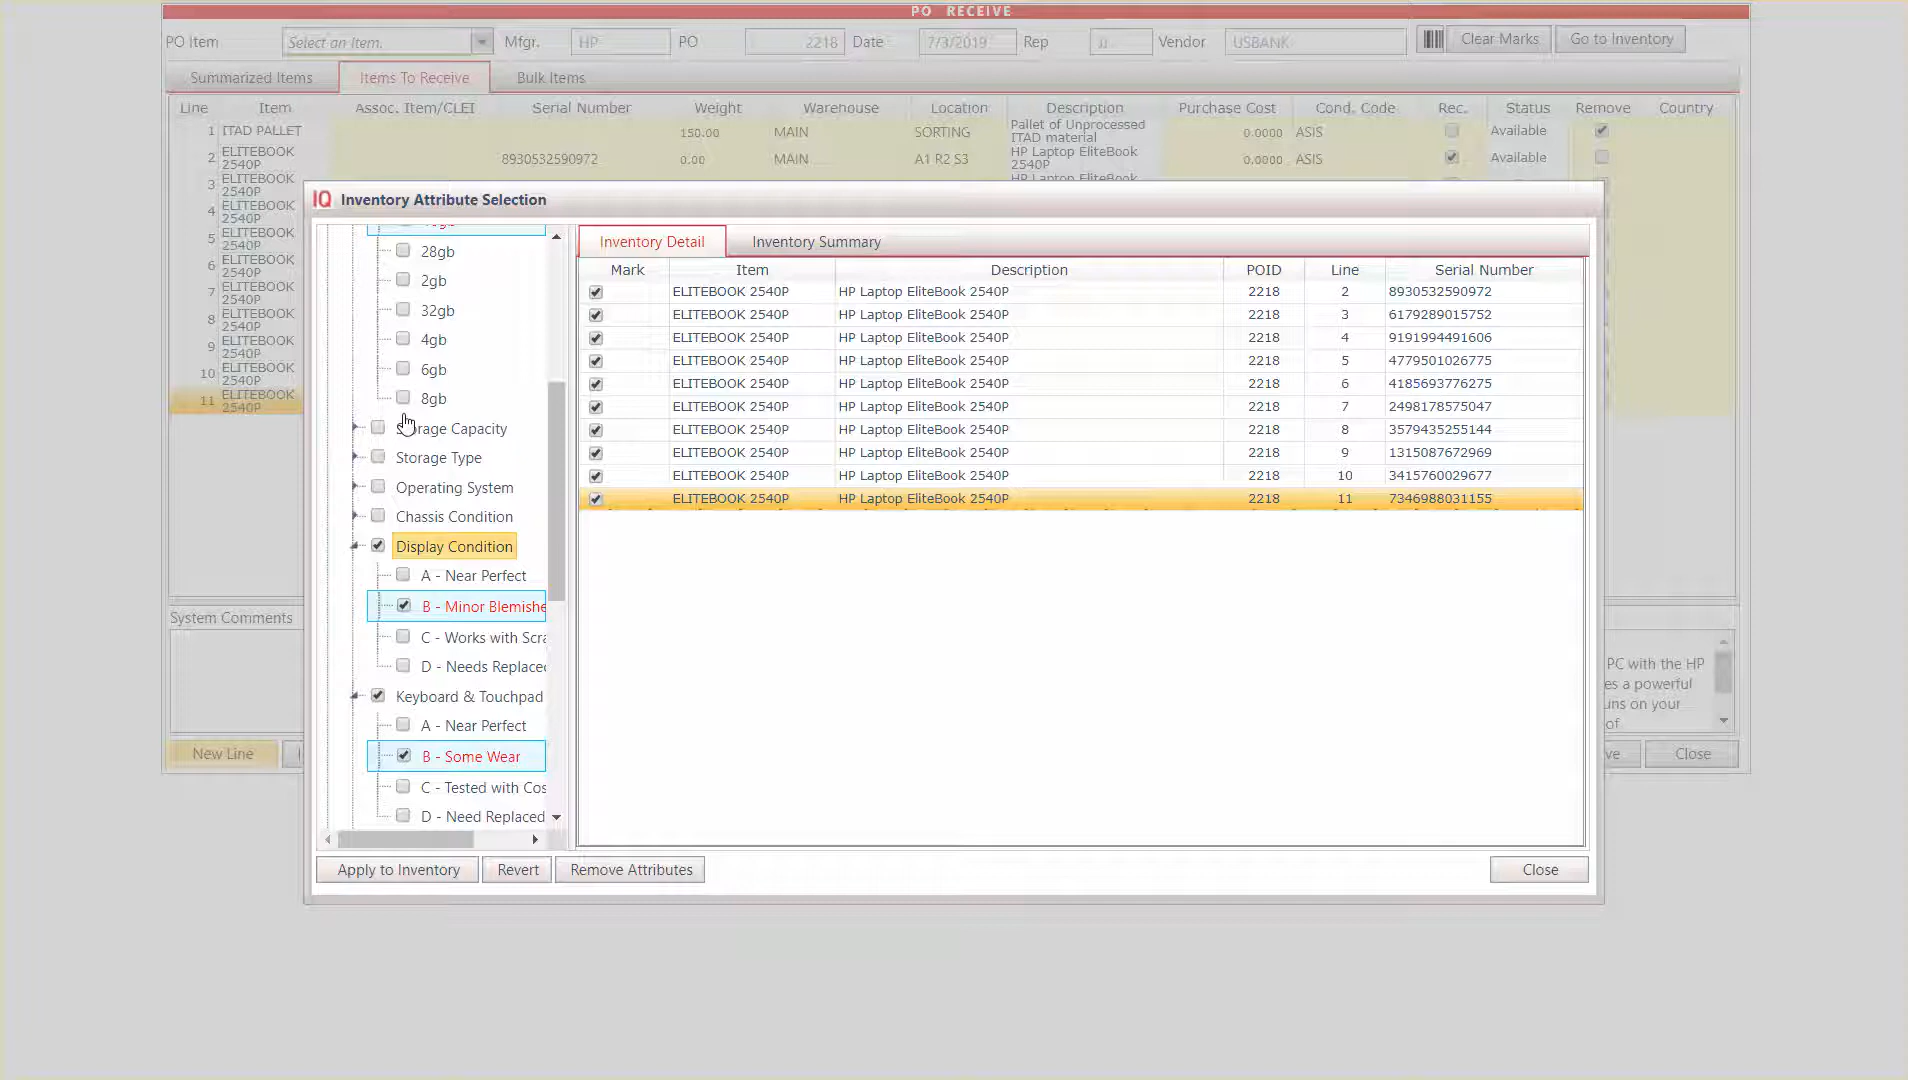 PO RECEIVE
PO Item Select an Item. Mfgr. HP PO 2218 Date 7/3/2019 Rep Vendor USBANK Clear Marks Go to Inventory
Summarized Items Items To Receive Bulk Items
Line Item Assoc. Item/CLEI Serial Number Weight Warehouse Location Description Purchase Cost Cond. Code Rec. Status Remove Country
1 ITAD PALLET 150.00 MAIN SORTING Pallet of Unprocessed ITAD material 0.0000 ASIS Available
2 ELITEBOOK 2540P 8930532590972 0.00 MAIN A1 R2 S3 HP Laptop EliteBook 2540P 0.0000 ASIS Available
3 ELITEBOOK 2540P HP Laptop EliteBook
4 ELITEBOOK 2540P
5 ELITEBOOK 2540P
6 ELITEBOOK 2540P
7 ELITEBOOK 2540P
8 ELITEBOOK 2540P
9 ELITEBOOK 2540P
10 ELITEBOOK 2540P
11 ELITEBOOK 2540P
System Comments
PC with the HP
es a powerful
uns on your
of
New Line
ve Close
IQ Inventory Attribute Selection
28gb
2gb
32gb
4gb
6gb
8gb
Storage Capacity
Storage Type
Operating System
Chassis Condition
Display Condition
A - Near Perfect
B - Minor Blemishe
C - Works with Scra
D - Needs Replaced
Keyboard & Touchpad
A - Near Perfect
B - Some Wear
C - Tested with Cos
D - Need Replaced
Inventory Detail Inventory Summary
Mark Item Description POID Line Serial Number
ELITEBOOK 2540P HP Laptop EliteBook 2540P 2218 2 8930532590972
ELITEBOOK 2540P HP Laptop EliteBook 2540P 2218 3 6179289015752
ELITEBOOK 2540P HP Laptop EliteBook 2540P 2218 4 9191994491606
ELITEBOOK 2540P HP Laptop EliteBook 2540P 2218 5 4779501026775
ELITEBOOK 2540P HP Laptop EliteBook 2540P 2218 6 4185693776275
ELITEBOOK 2540P HP Laptop EliteBook 2540P 2218 7 2498178575047
ELITEBOOK 2540P HP Laptop EliteBook 2540P 2218 8 3579435255144
ELITEBOOK 2540P HP Laptop EliteBook 2540P 2218 9 1315087672969
ELITEBOOK 2540P HP Laptop EliteBook 2540P 2218 10 3415760029677
ELITEBOOK 2540P HP Laptop EliteBook 2540P 2218 11 7346988031155
Apply to Inventory Revert Remove Attributes Close